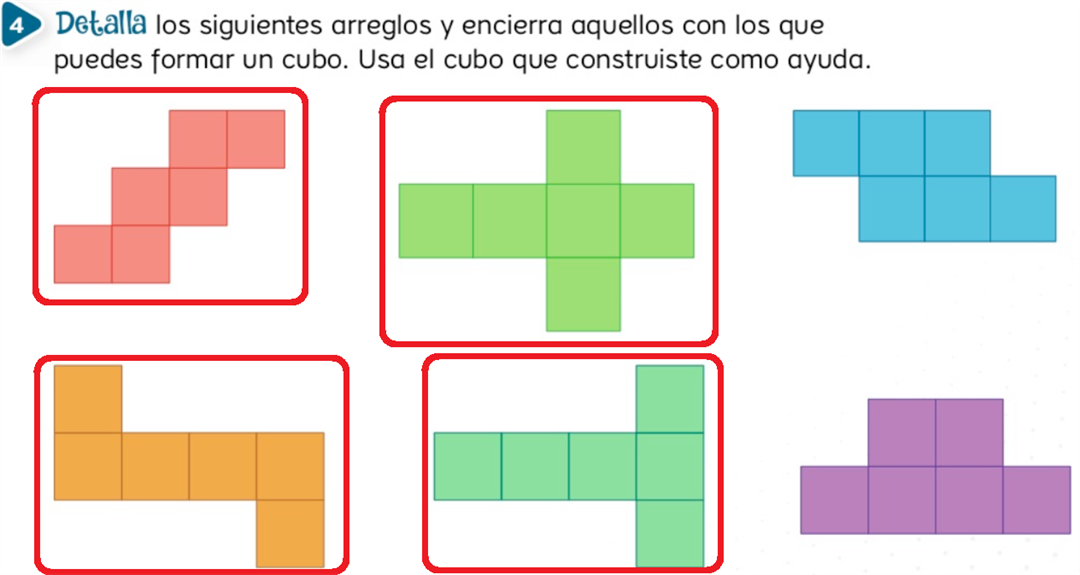 4 Detalla los siguientes arreglos y encierra aquellos con los que
puedes formar un cubo. Usa el cubo que construiste como ayuda.